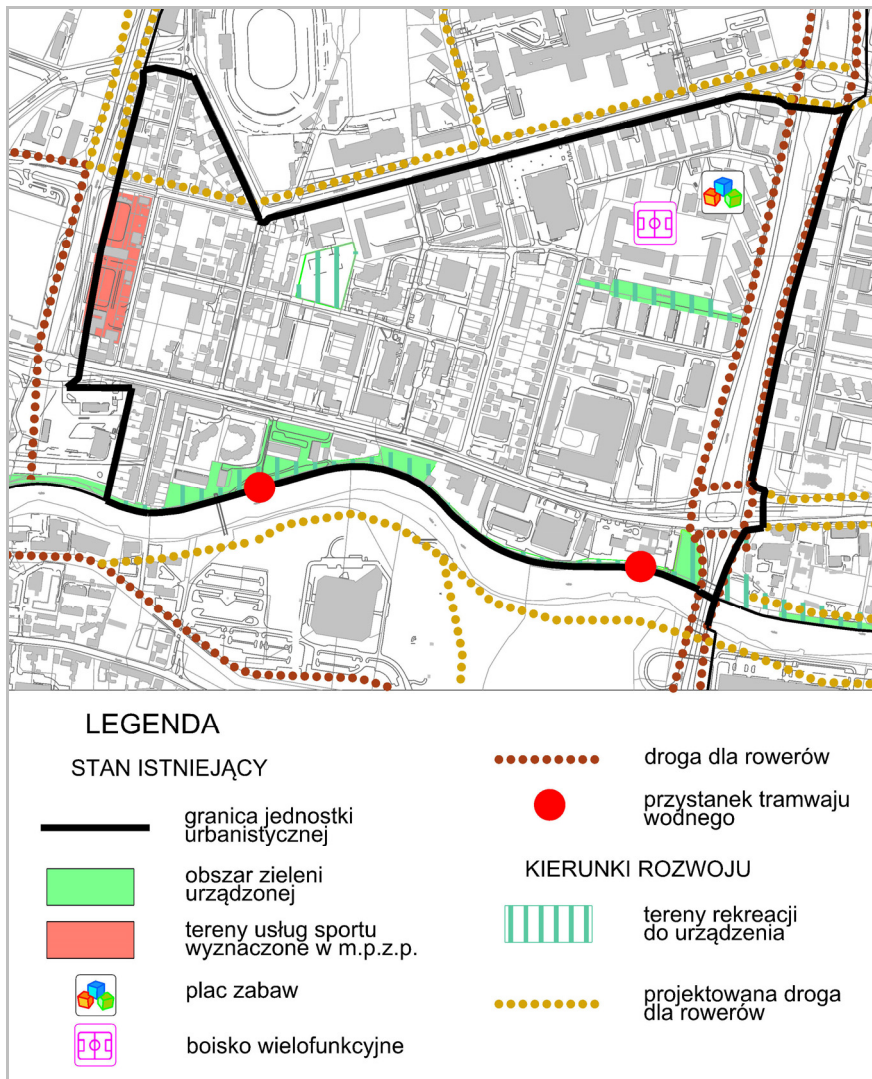 LEGENDA
STAN ISTNIEJĄCY
granica jednostki
urbanistycznej
obszar zieleni
urządzonej
tereny usług sportu
wyznaczone w m.p.z.p.
plac zabaw
boisko wielofunkcyjne
droga dla rowerów
przystanek tramwaju
wodnego
KIERUNKI ROZWOJU
tereny rekreacji
do urządzenia
projektowana droga
dla rowerów